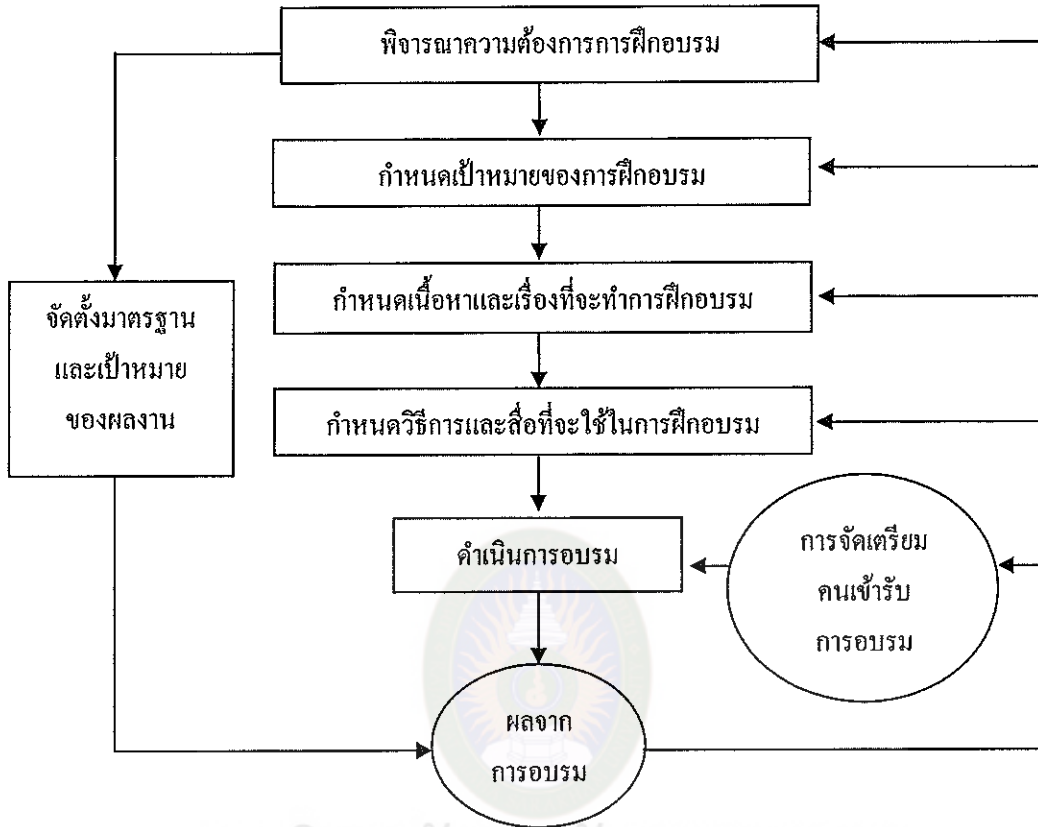 พิจารณาความต้องการการฝึกอบรม
กำหนดเป้าหมายของการฝึกอบรม
กำหนดเนื้อหาและเรื่องที่จะทำการฝึกอบรม
จัดตั้งมาตรฐาน
และเป้าหมาย
ของผลงาน
กำหนดวิธีการและสื่อที่จะใช้ในการฝึกอบรม
ดำเนินการอบรม
การจัดเตรียม
คนเข้ารับ
การอบรม
ผลจาก
การอบรม